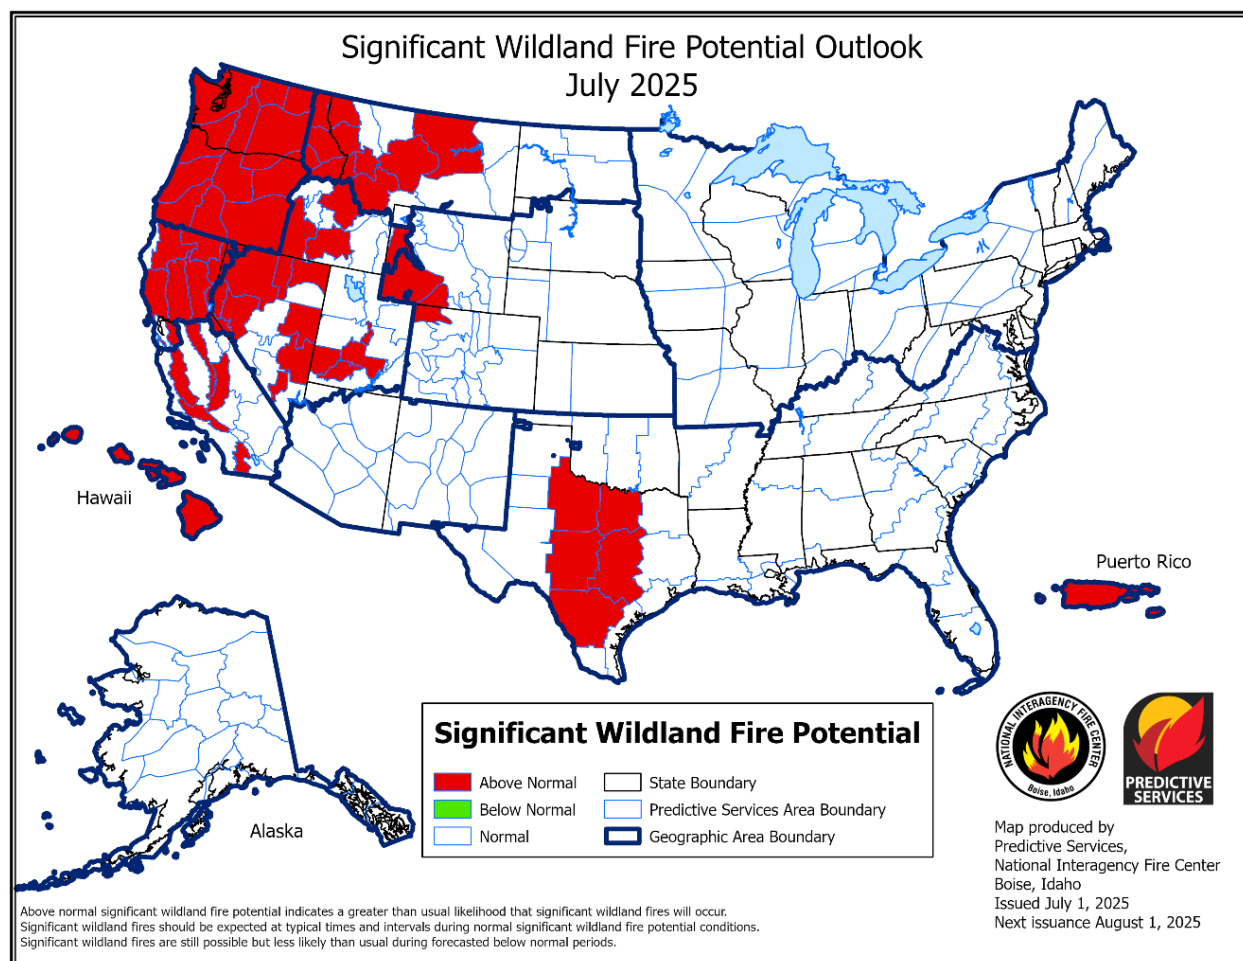 Significant Wildland Fire Potential Outlook
July 2025
Hawaii
Puerto Rico
Alaska
Significant Wildland Fire Potential
Above Normal
State Boundary
Below Normal
Predictive Services Area Boundary
Normal
Geographic Area Boundary
NATIONAL INTERAGENCY FIRE CENTER
Boise, Idaho
PREDICTIVE
SERVICES
Map produced by
Predictive Services,
National Interagency Fire Center
Boise, Idaho
Issued July 1, 2025
Next issuance August 1, 2025
Above normal significant wildland fire potential indicates a greater than usual likelihood that significant wildland fires will occur.
Significant wildland fires should be expected at typical times and intervals during normal significant wildland fire potential conditions.
Significant wildland fires are still possible but less likely than usual during forecasted below normal periods.